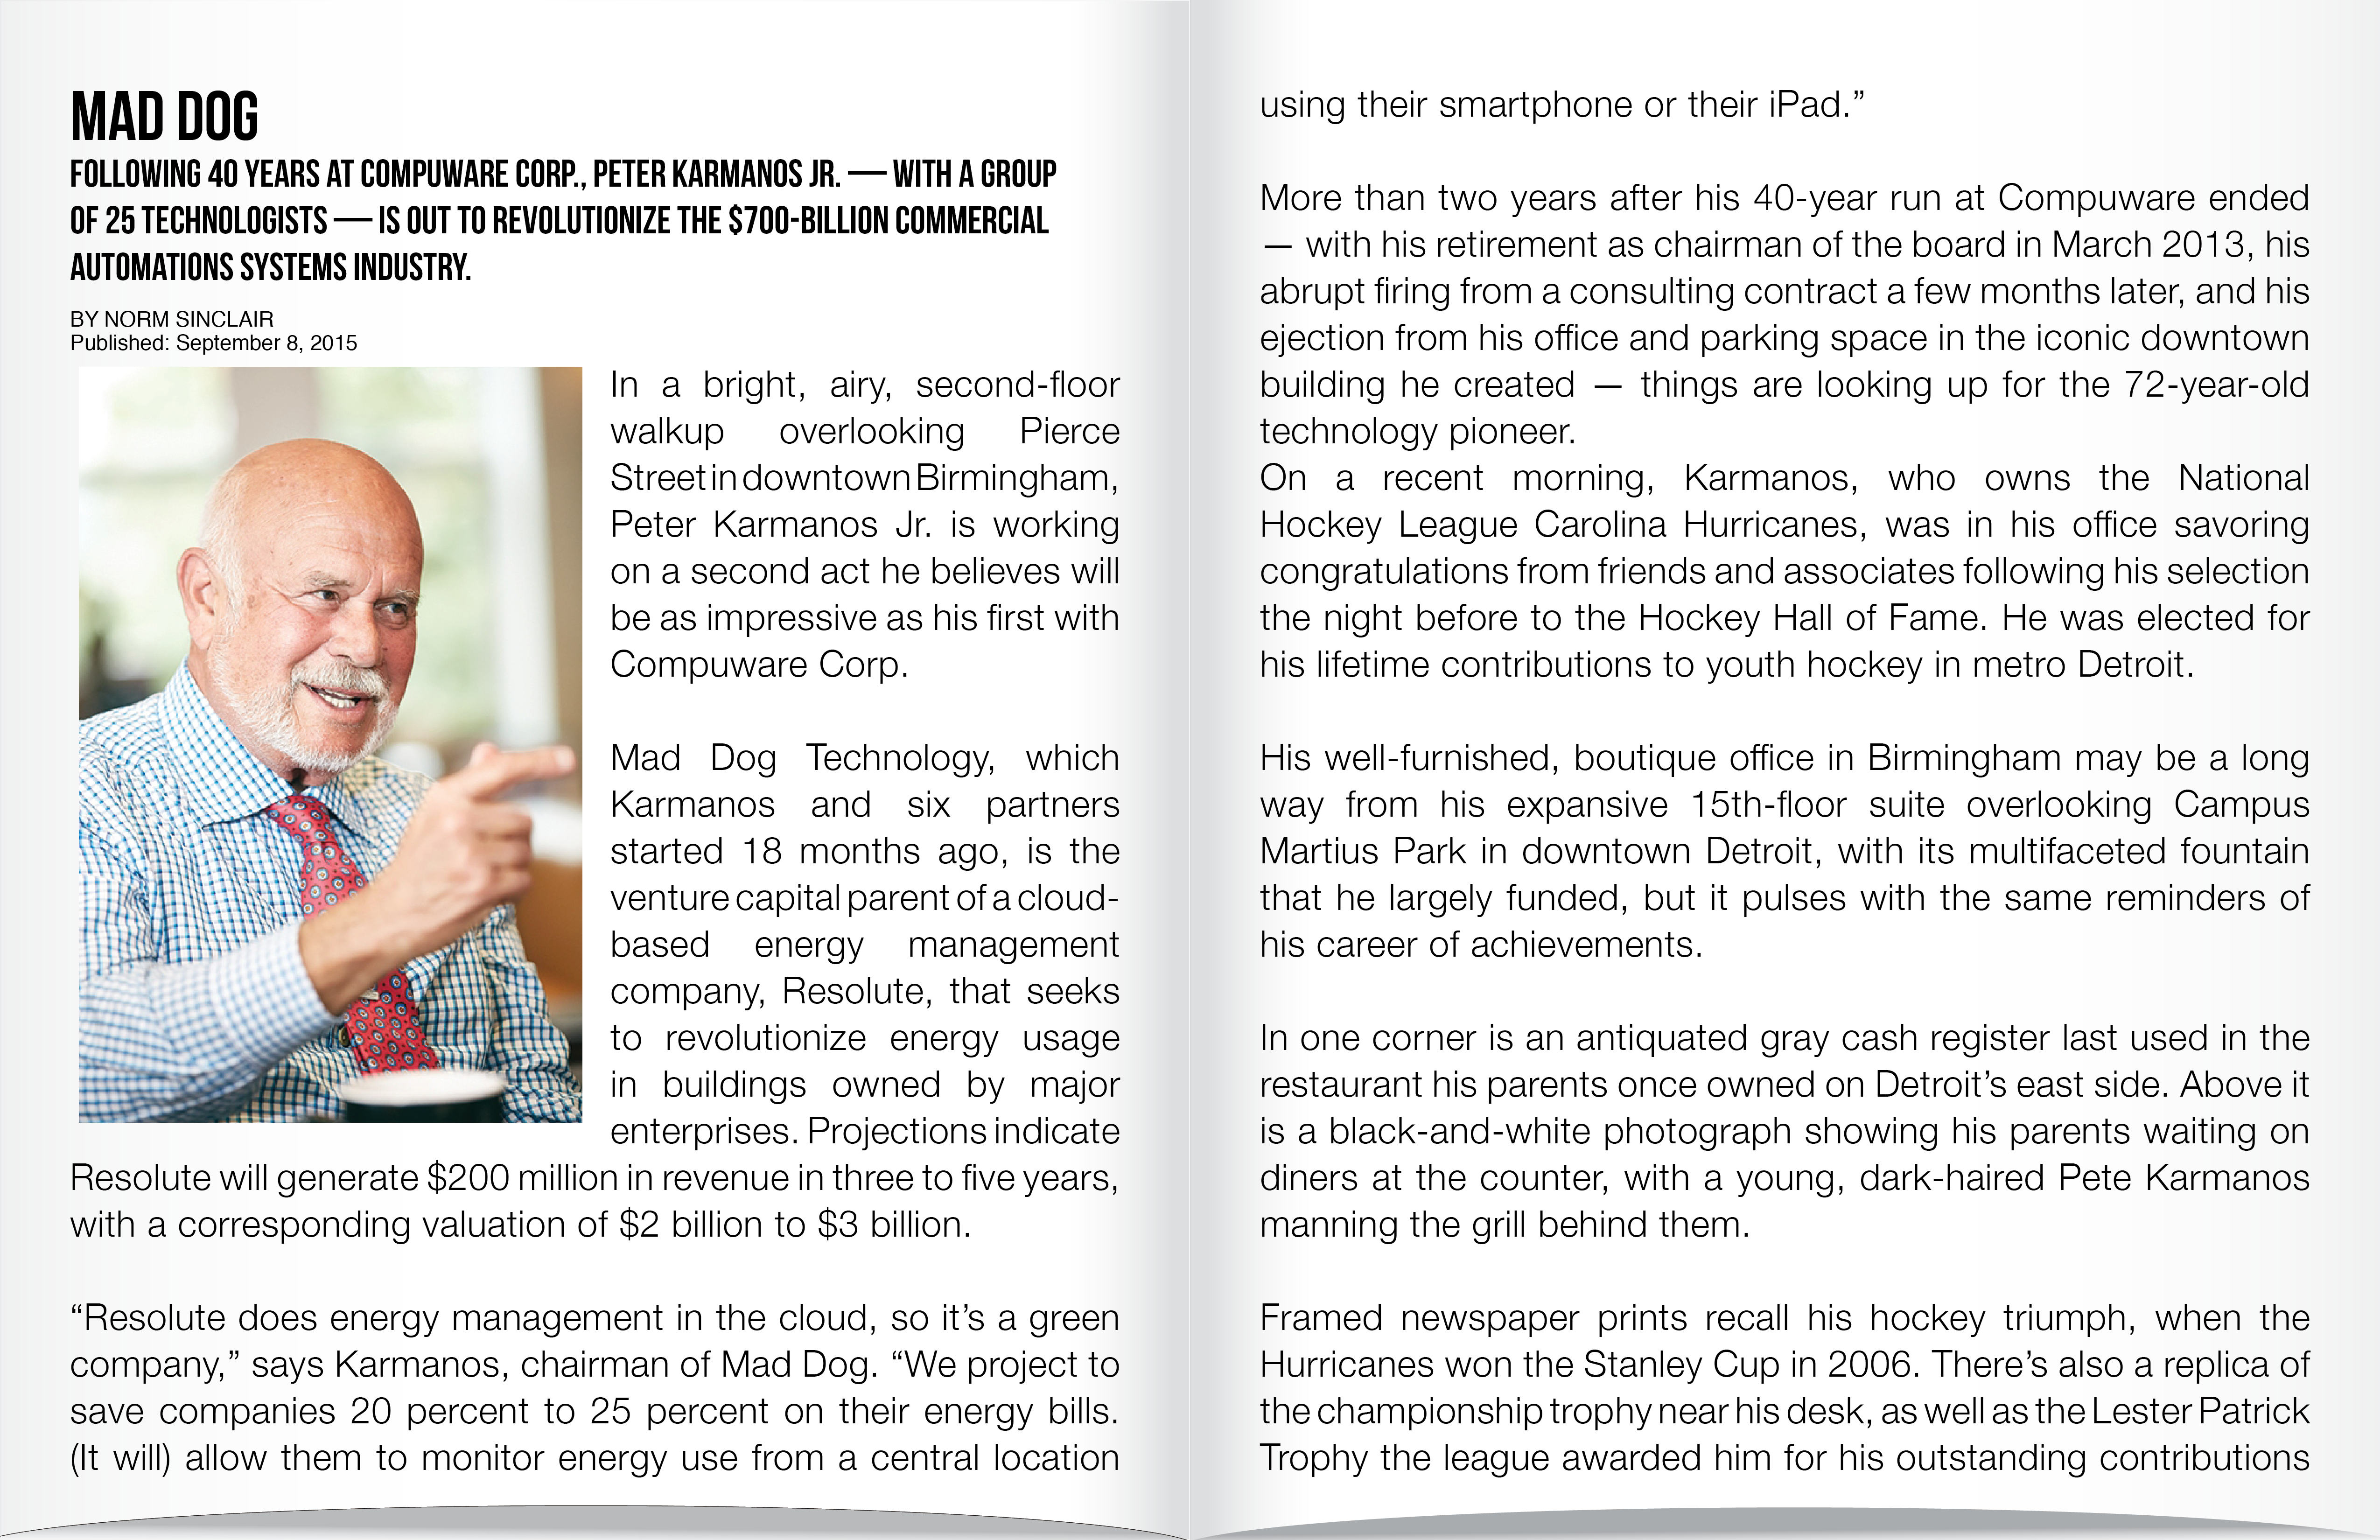 MAD DOG
FOLLOWING 40 YEARS AT COMPUWARE CORP., PETER KARMANOS JR. — WITH A GROUP
OF 25 TECHNOLOGISTS — IS OUT TO REVOLUTIONIZE THE $700-BILLION COMMERCIAL
AUTOMATIONS SYSTEMS INDUSTRY.
BY NORM SINCLAIR
Published: September 8, 2015
In a bright, airy, second-floor
walkup overlooking Pierce
Street in downtown Birmingham,
Peter Karmanos Jr. is working
on a second act he believes will
be as impressive as his first with
Compuware Corp.
Mad Dog Technology, which
Karmanos and six partners
started 18 months ago, is the
venture capital parent of a cloud-
based energy management
company, Resolute, that seeks
to revolutionize energy usage
in buildings owned by major
enterprises. Projections indicate
Resolute will generate $200 million in revenue in three to five years,
with a corresponding valuation of $2 billion to $3 billion.
“Resolute does energy management in the cloud, so it’s a green
company,” says Karmanos, chairman of Mad Dog. “We project to
save companies 20 percent to 25 percent on their energy bills.
(It will) allow them to monitor energy use from a central location
using their smartphone or their iPad.”
More than two years after his 40-year run at Compuware ended
— with his retirement as chairman of the board in March 2013, his
abrupt firing from a consulting contract a few months later, and his
ejection from his office and parking space in the iconic downtown
building he created — things are looking up for the 72-year-old
technology pioneer.
On a recent morning, Karmanos, who owns the National
Hockey League Carolina Hurricanes, was in his office savoring
congratulations from friends and associates following his selection
the night before to the Hockey Hall of Fame. He was elected for
his lifetime contributions to youth hockey in metro Detroit.
His well-furnished, boutique office in Birmingham may be a long
way from his expansive 15th-floor suite overlooking Campus
Martius Park in downtown Detroit, with its multifaceted fountain
that he largely funded, but it pulses with the same reminders of
his career of achievements.
In one corner is an antiquated gray cash register last used in the
restaurant his parents once owned on Detroit’s east side. Above it
is a black-and-white photograph showing his parents waiting on
diners at the counter, with a young, dark-haired Pete Karmanos
manning the grill behind them.
Framed newspaper prints recall his hockey triumph, when the
Hurricanes won the Stanley Cup in 2006. There’s also a replica of
the championship trophy near his desk, as well as the Lester Patrick
Trophy the league awarded him for his outstanding contributions